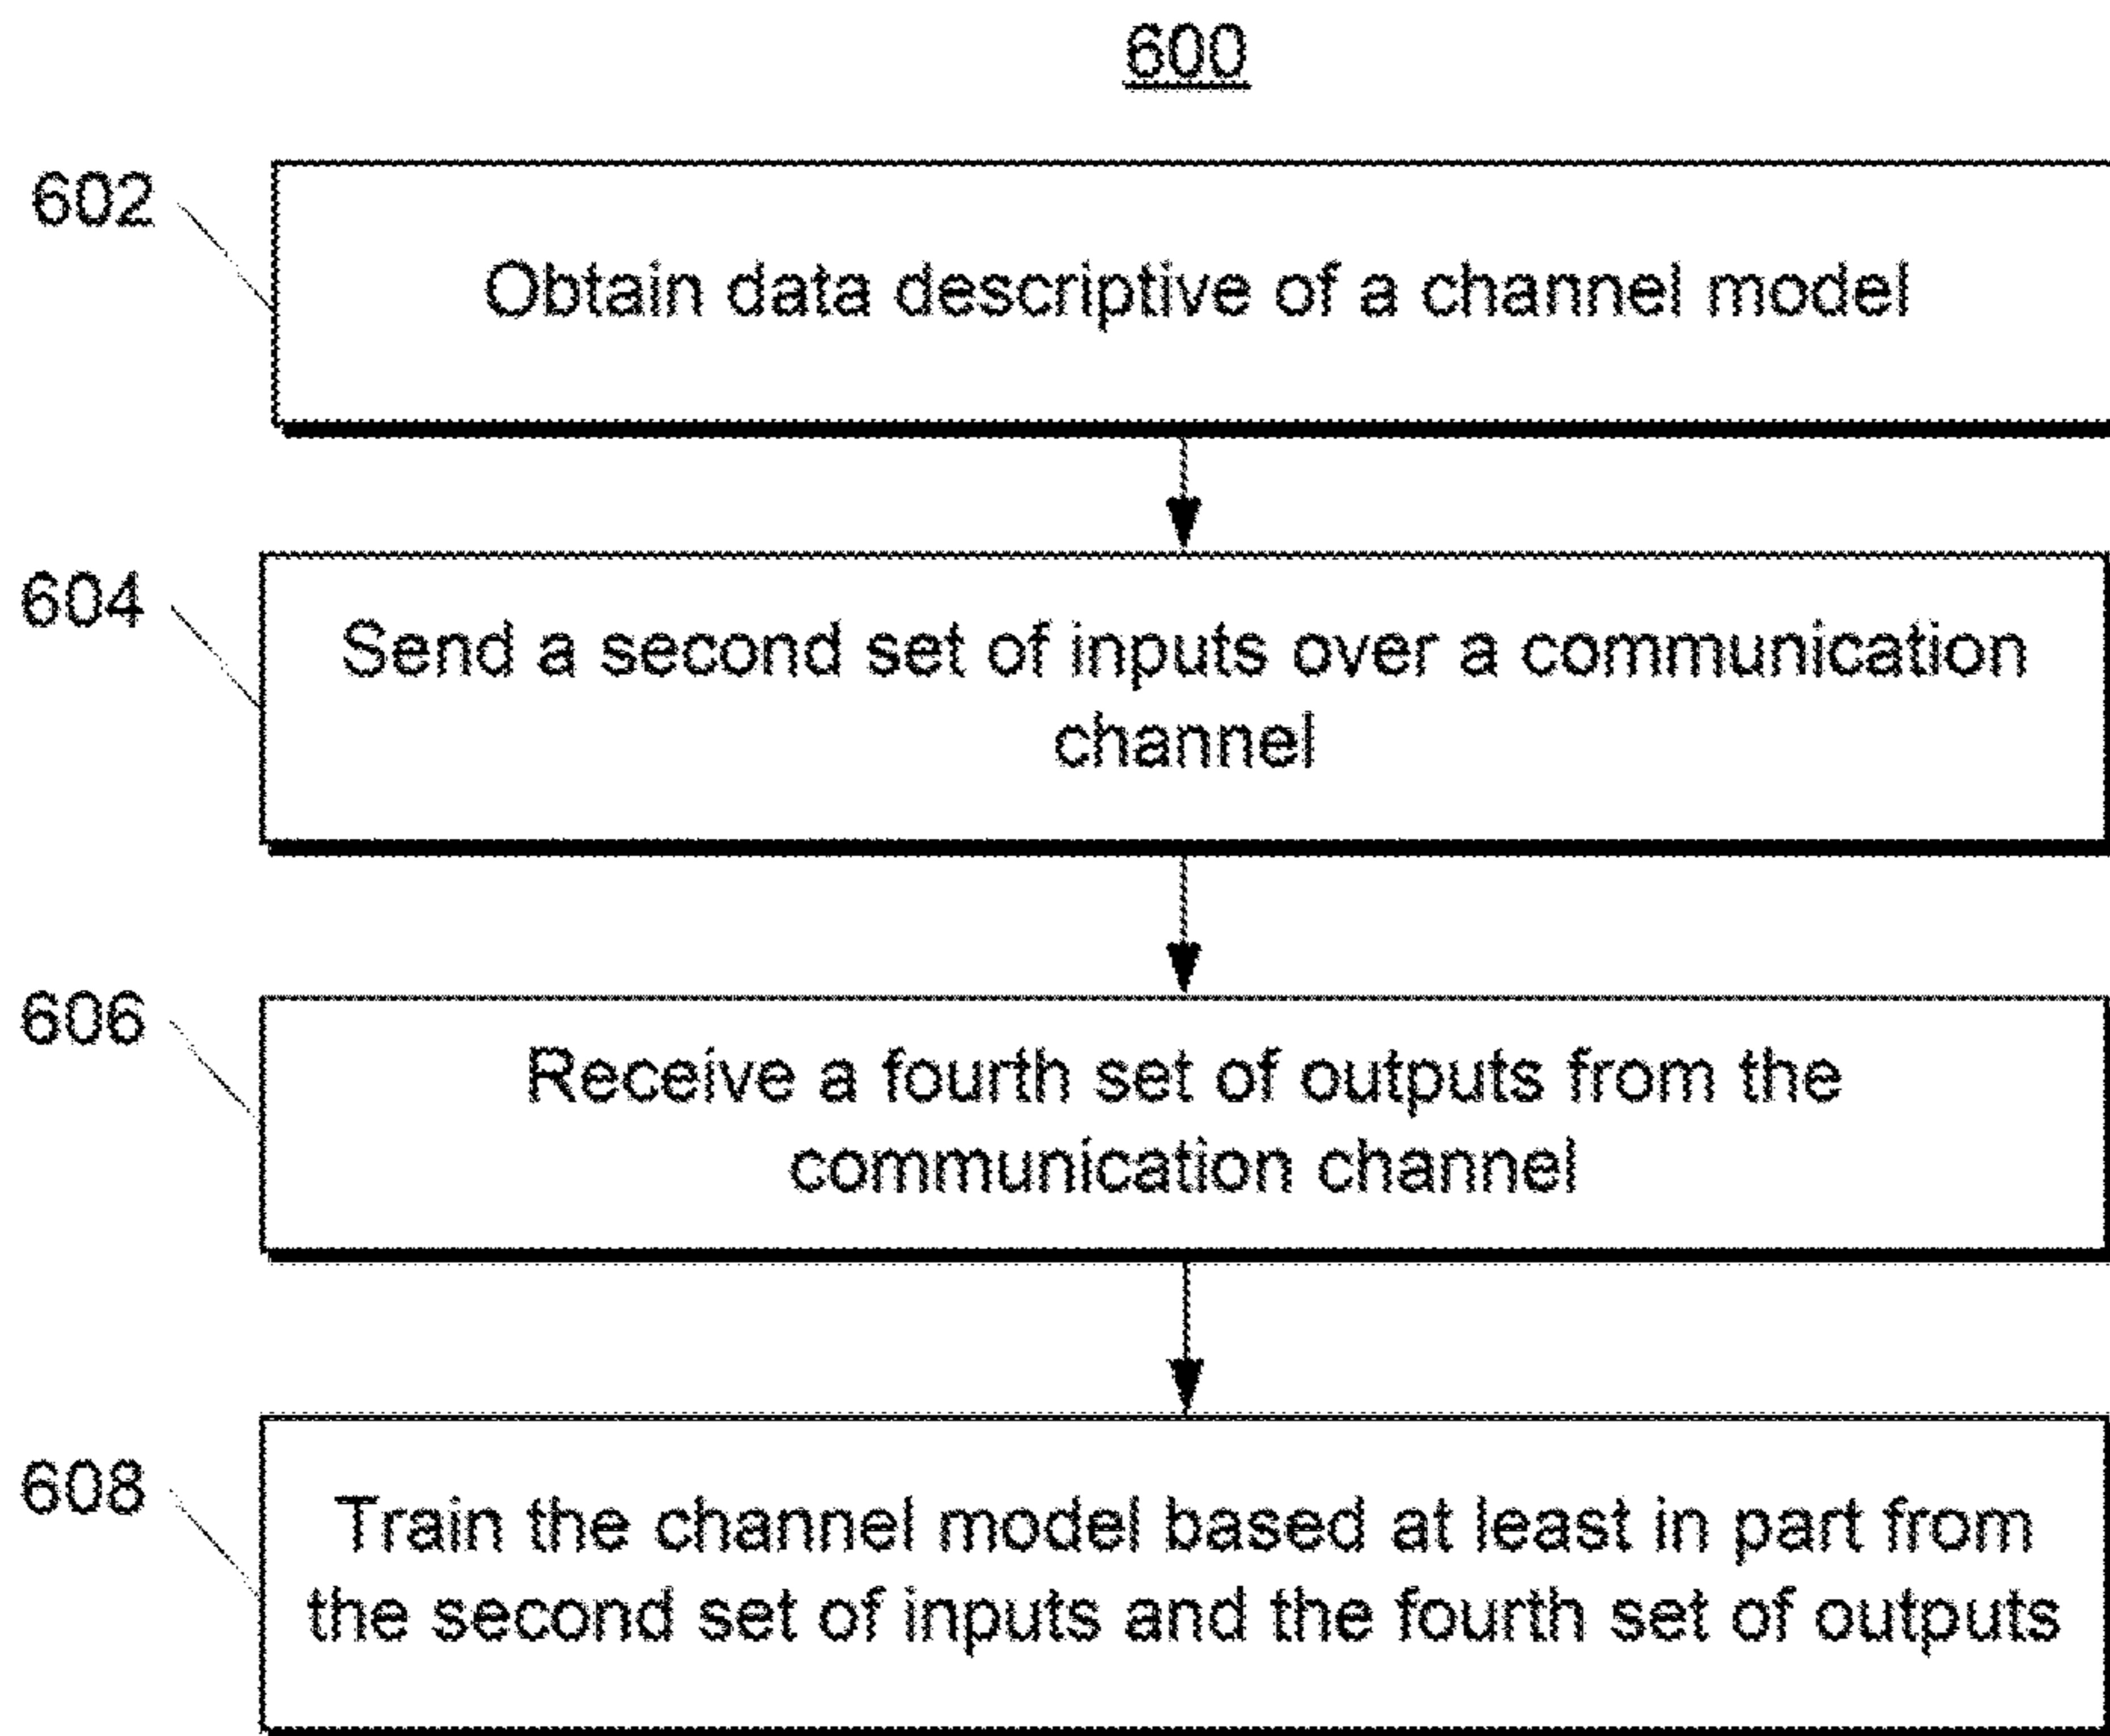 600
602
Obtain data descriptive of a channel model
604
Send a second set of inputs over a communication
channel
606
Receive a fourth set of outputs from the
communication channel
608
Train the channel model based at least in part from
the second set of inputs and the fourth set of outputs